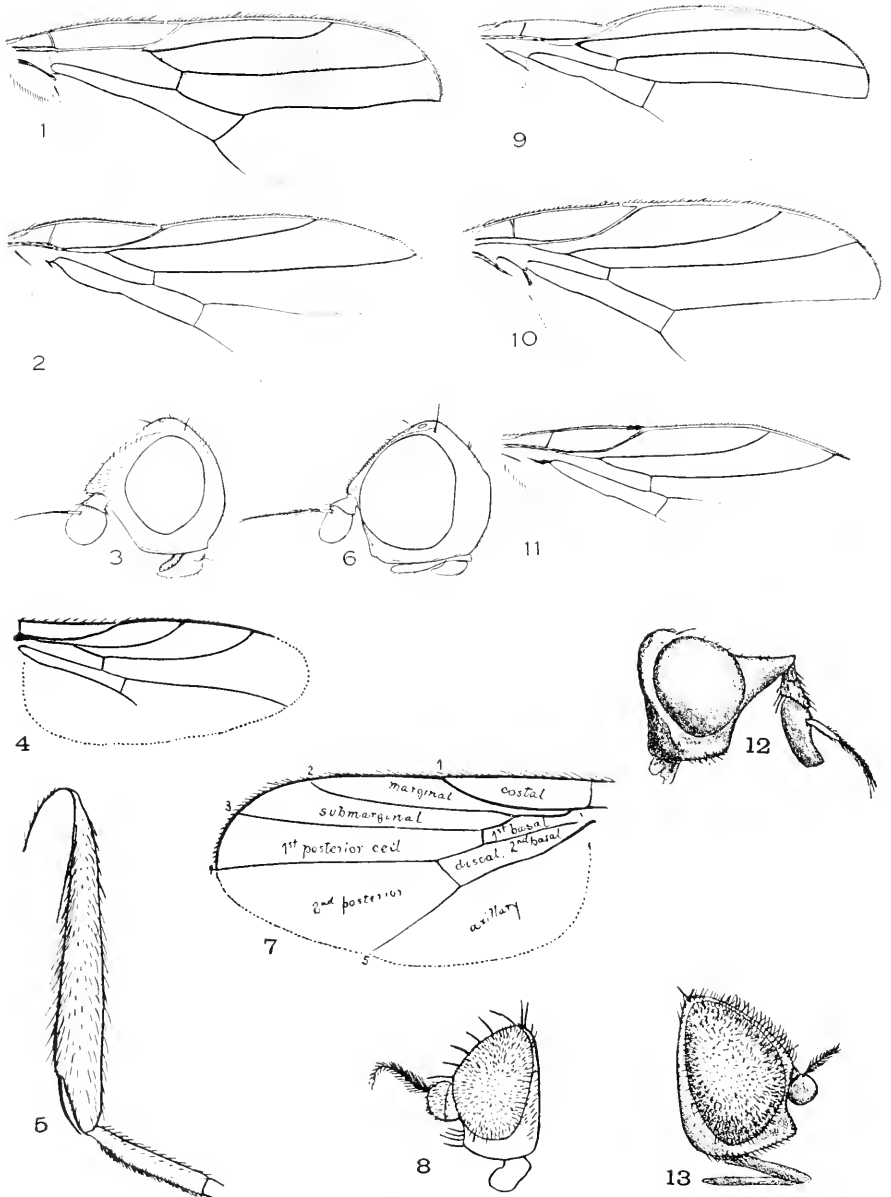 1
9
2
10
3
6
11
4
12
1
2
marginal
costal
3
submarginal
1st basal
1st posterior cell
discal. 2nd basal
4
2nd posterior
axillary
7
5
5
8
13